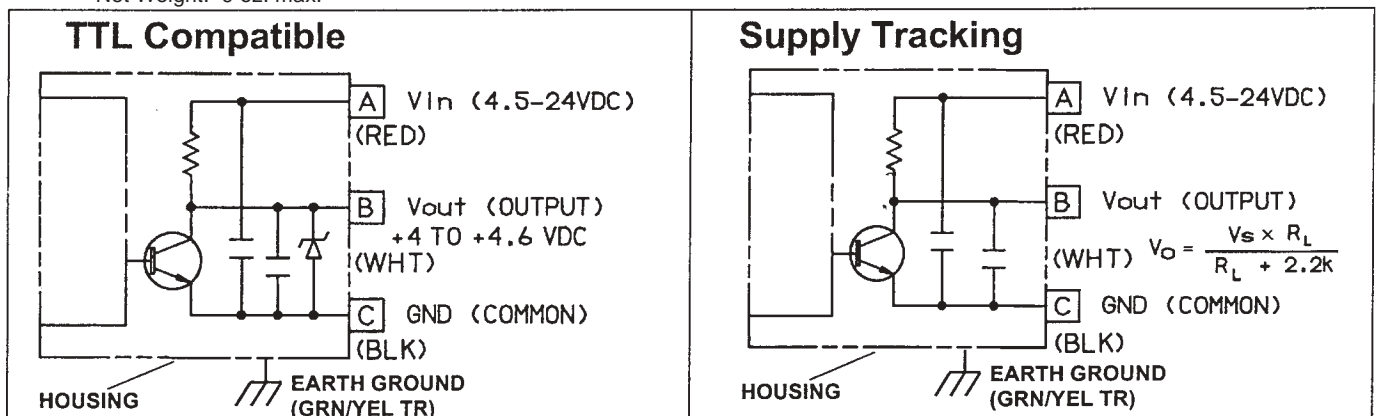 TTL Compatible
A VIn (4.5-24VDC)
(RED)
B Vout (OUTPUT)
+4 TO +4.6 VDC
(WHT)
C GND (COMMON)
(BLK)
HOUSING
EARTH GROUND
(GRN/YEL TR)
Supply Tracking
A VIn (4.5-24VDC)
(RED)
B Vout (OUTPUT)
(WHT) Vo = Vs × RL / RL + 2.2k
C GND (COMMON)
(BLK)
HOUSING
EARTH GROUND
(GRN/YEL TR)